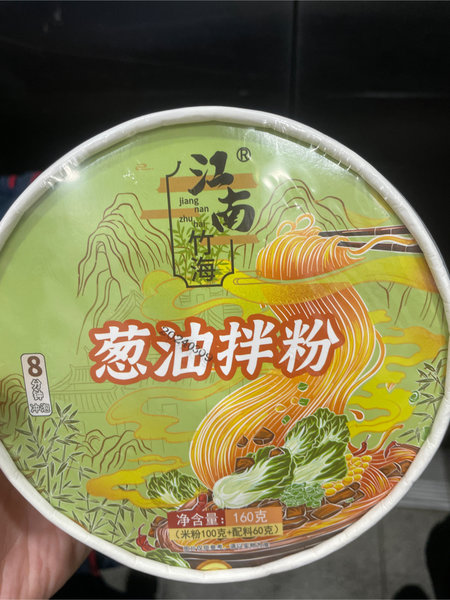 江南®
jiang
nan
zhu
hai
竹海
葱油拌粉
8
分钟
冲泡
净含量：160克
（米粉100克+配料60克）